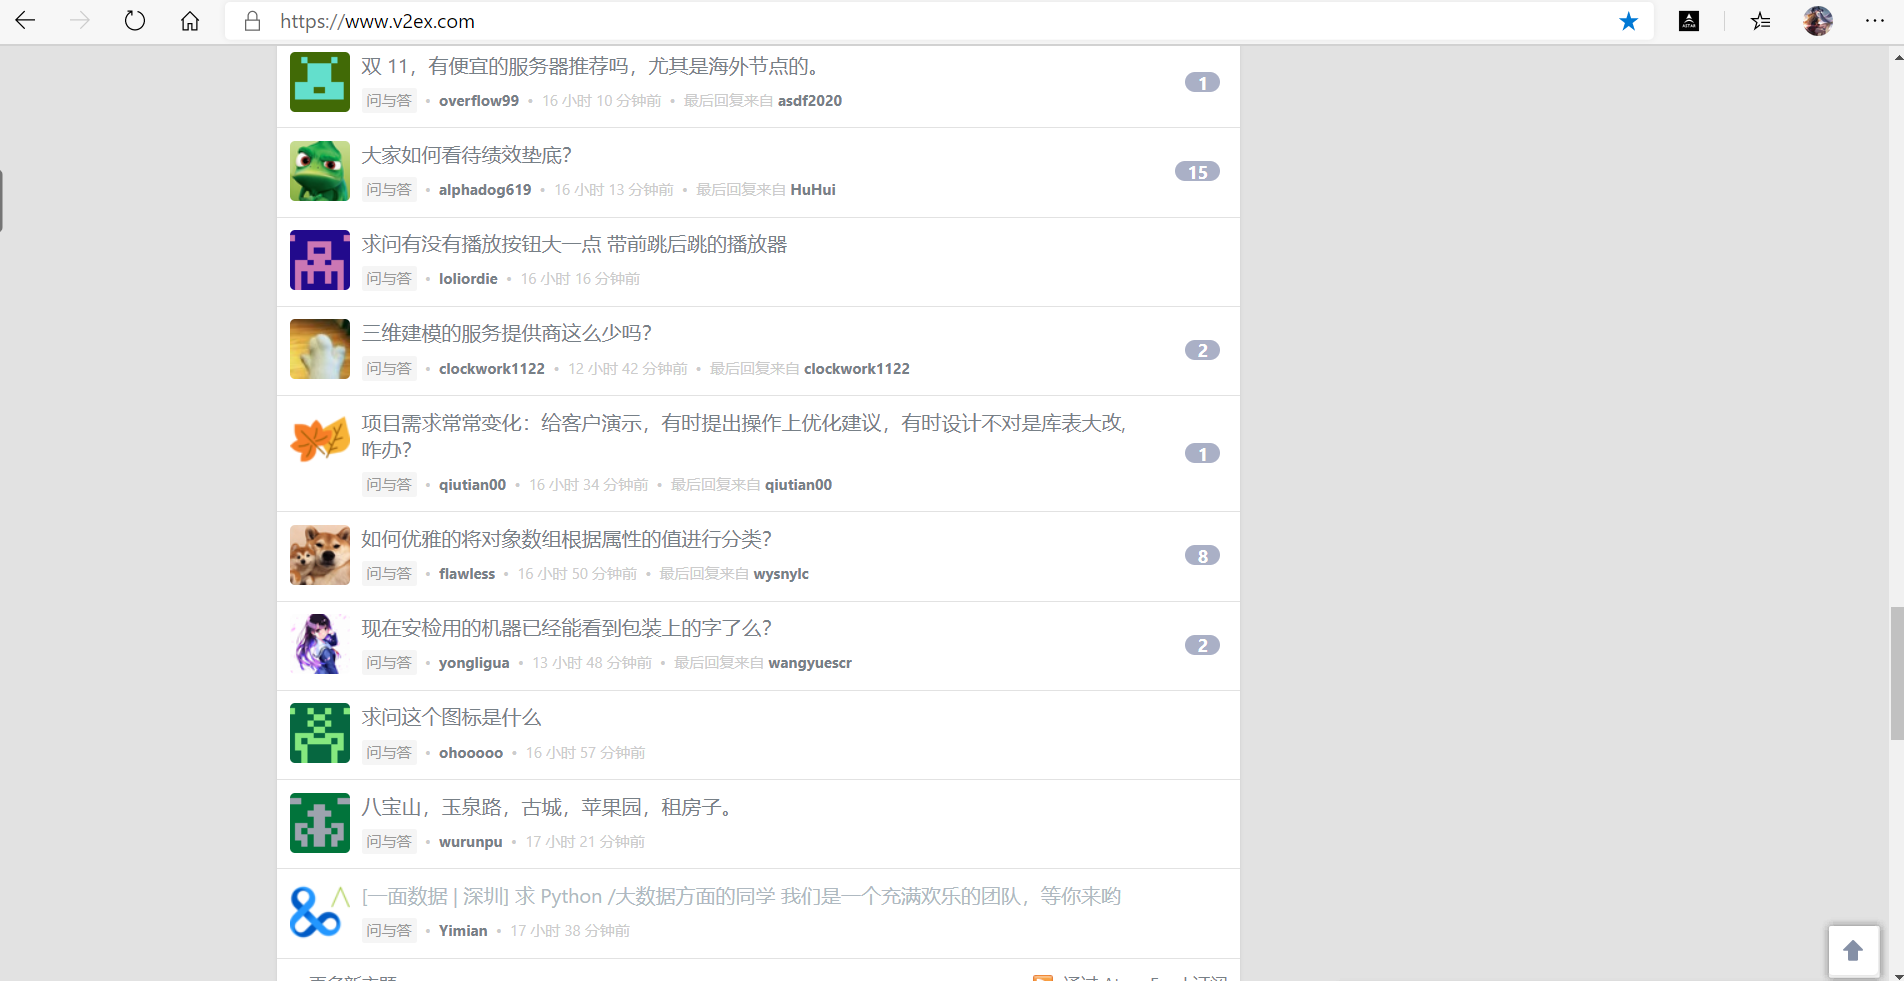 https://www.v2ex.com
双 11，有便宜的服务器推荐吗，尤其是海外节点的。
1
问与答 • overflow99 • 16 小时 10 分钟前 • 最后回复来自 asdf2020
大家如何看待绩效垫底？
15
问与答 • alphadog619 • 16 小时 13 分钟前 • 最后回复来自 HuHui
求问有没有播放按钮大一点 带前跳后跳的播放器
问与答 • loliordie • 16 小时 16 分钟前
三维建模的服务提供商这么少吗？
2
问与答 • clockwork1122 • 12 小时 42 分钟前 • 最后回复来自 clockwork1122
项目需求常常变化：给客户演示，有时提出操作上优化建议，有时设计不对是库表大改，
咋办？
1
问与答 • qiutian00 • 16 小时 34 分钟前 • 最后回复来自 qiutian00
如何优雅的将对象数组根据属性的值进行分类？
8
问与答 • flawless • 16 小时 50 分钟前 • 最后回复来自 wysnylc
现在安检用的机器已经能看到包装上的字了么？
2
问与答 • yongligua • 13 小时 48 分钟前 • 最后回复来自 wangyuescr
求问这个图标是什么
问与答 • ohooooo • 16 小时 57 分钟前
八宝山，玉泉路，古城，苹果园，租房子。
问与答 • wurunpu • 17 小时 21 分钟前
[一面数据 | 深圳] 求 Python /大数据方面的同学 我们是一个充满欢乐的团队，等你来哟
问与答 • Yimian • 17 小时 38 分钟前